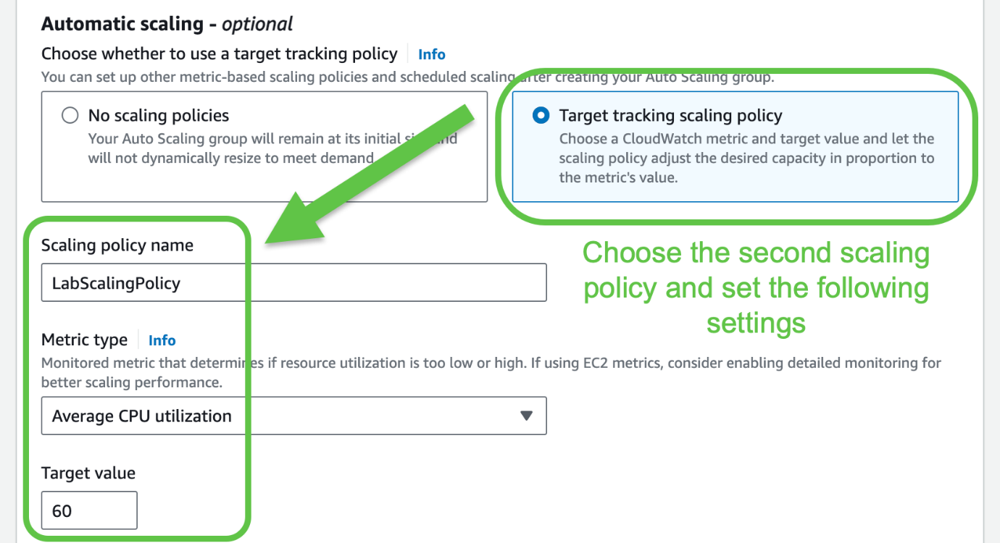 Automatic scaling - optional
Choose whether to use a target tracking policy Info
You can set up other metric-based scaling policies and scheduled scaling after creating your Auto Scaling group.
No scaling policies
Your Auto Scaling group will remain at its initial size and
will not dynamically resize to meet demand.
Target tracking scaling policy
Choose a CloudWatch metric and target value and let the
scaling policy adjust the desired capacity in proportion to
the metric's value.
Scaling policy name
LabScalingPolicy
Choose the second scaling
policy and set the following
settings
Metric type Info
Monitored metric that determines if resource utilization is too low or high. If using EC2 metrics, consider enabling detailed monitoring for
better scaling performance.
Average CPU utilization
Target value
60